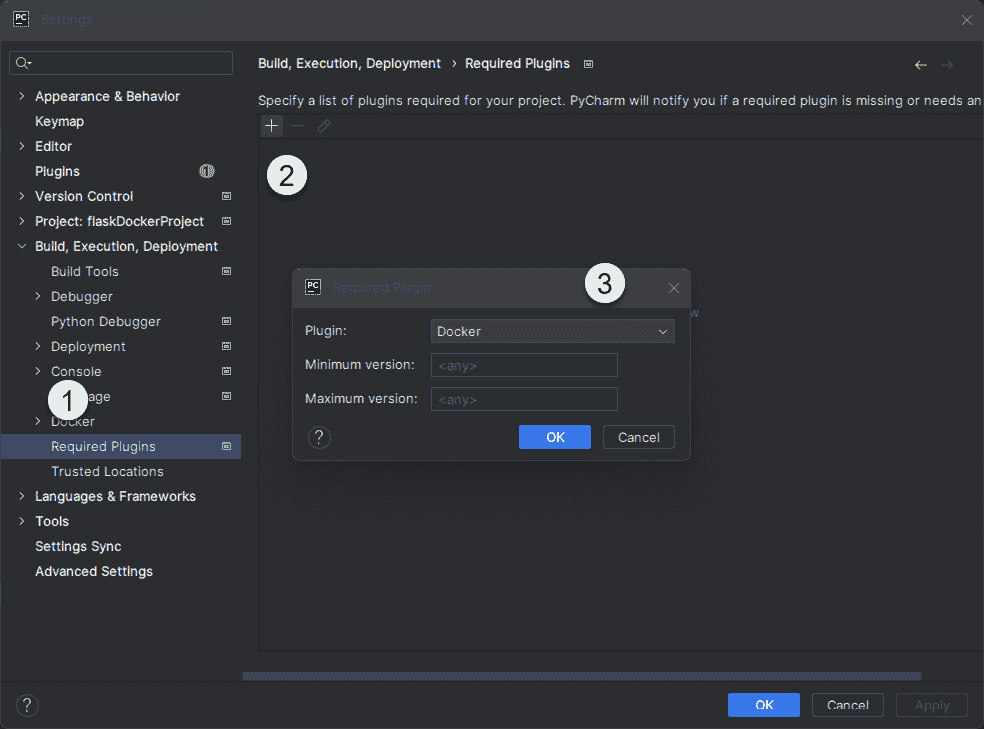 PC Settings
Build, Execution, Deployment › Required Plugins
Specify a list of plugins required for your project. PyCharm will notify you if a required plugin is missing or needs an
Appearance & Behavior
Keymap
Editor
Plugins 1
Version Control
Project: flaskDockerProject
Build, Execution, Deployment
Build Tools
Debugger
Python Debugger
Deployment
Console
age
Docker
Required Plugins
Trusted Locations
Languages & Frameworks
Tools
Settings Sync
Advanced Settings
1
2
3
w
PC Required Plugin
Plugin: Docker
Minimum version: <any>
Maximum version: <any>
? OK Cancel
? OK Cancel Apply